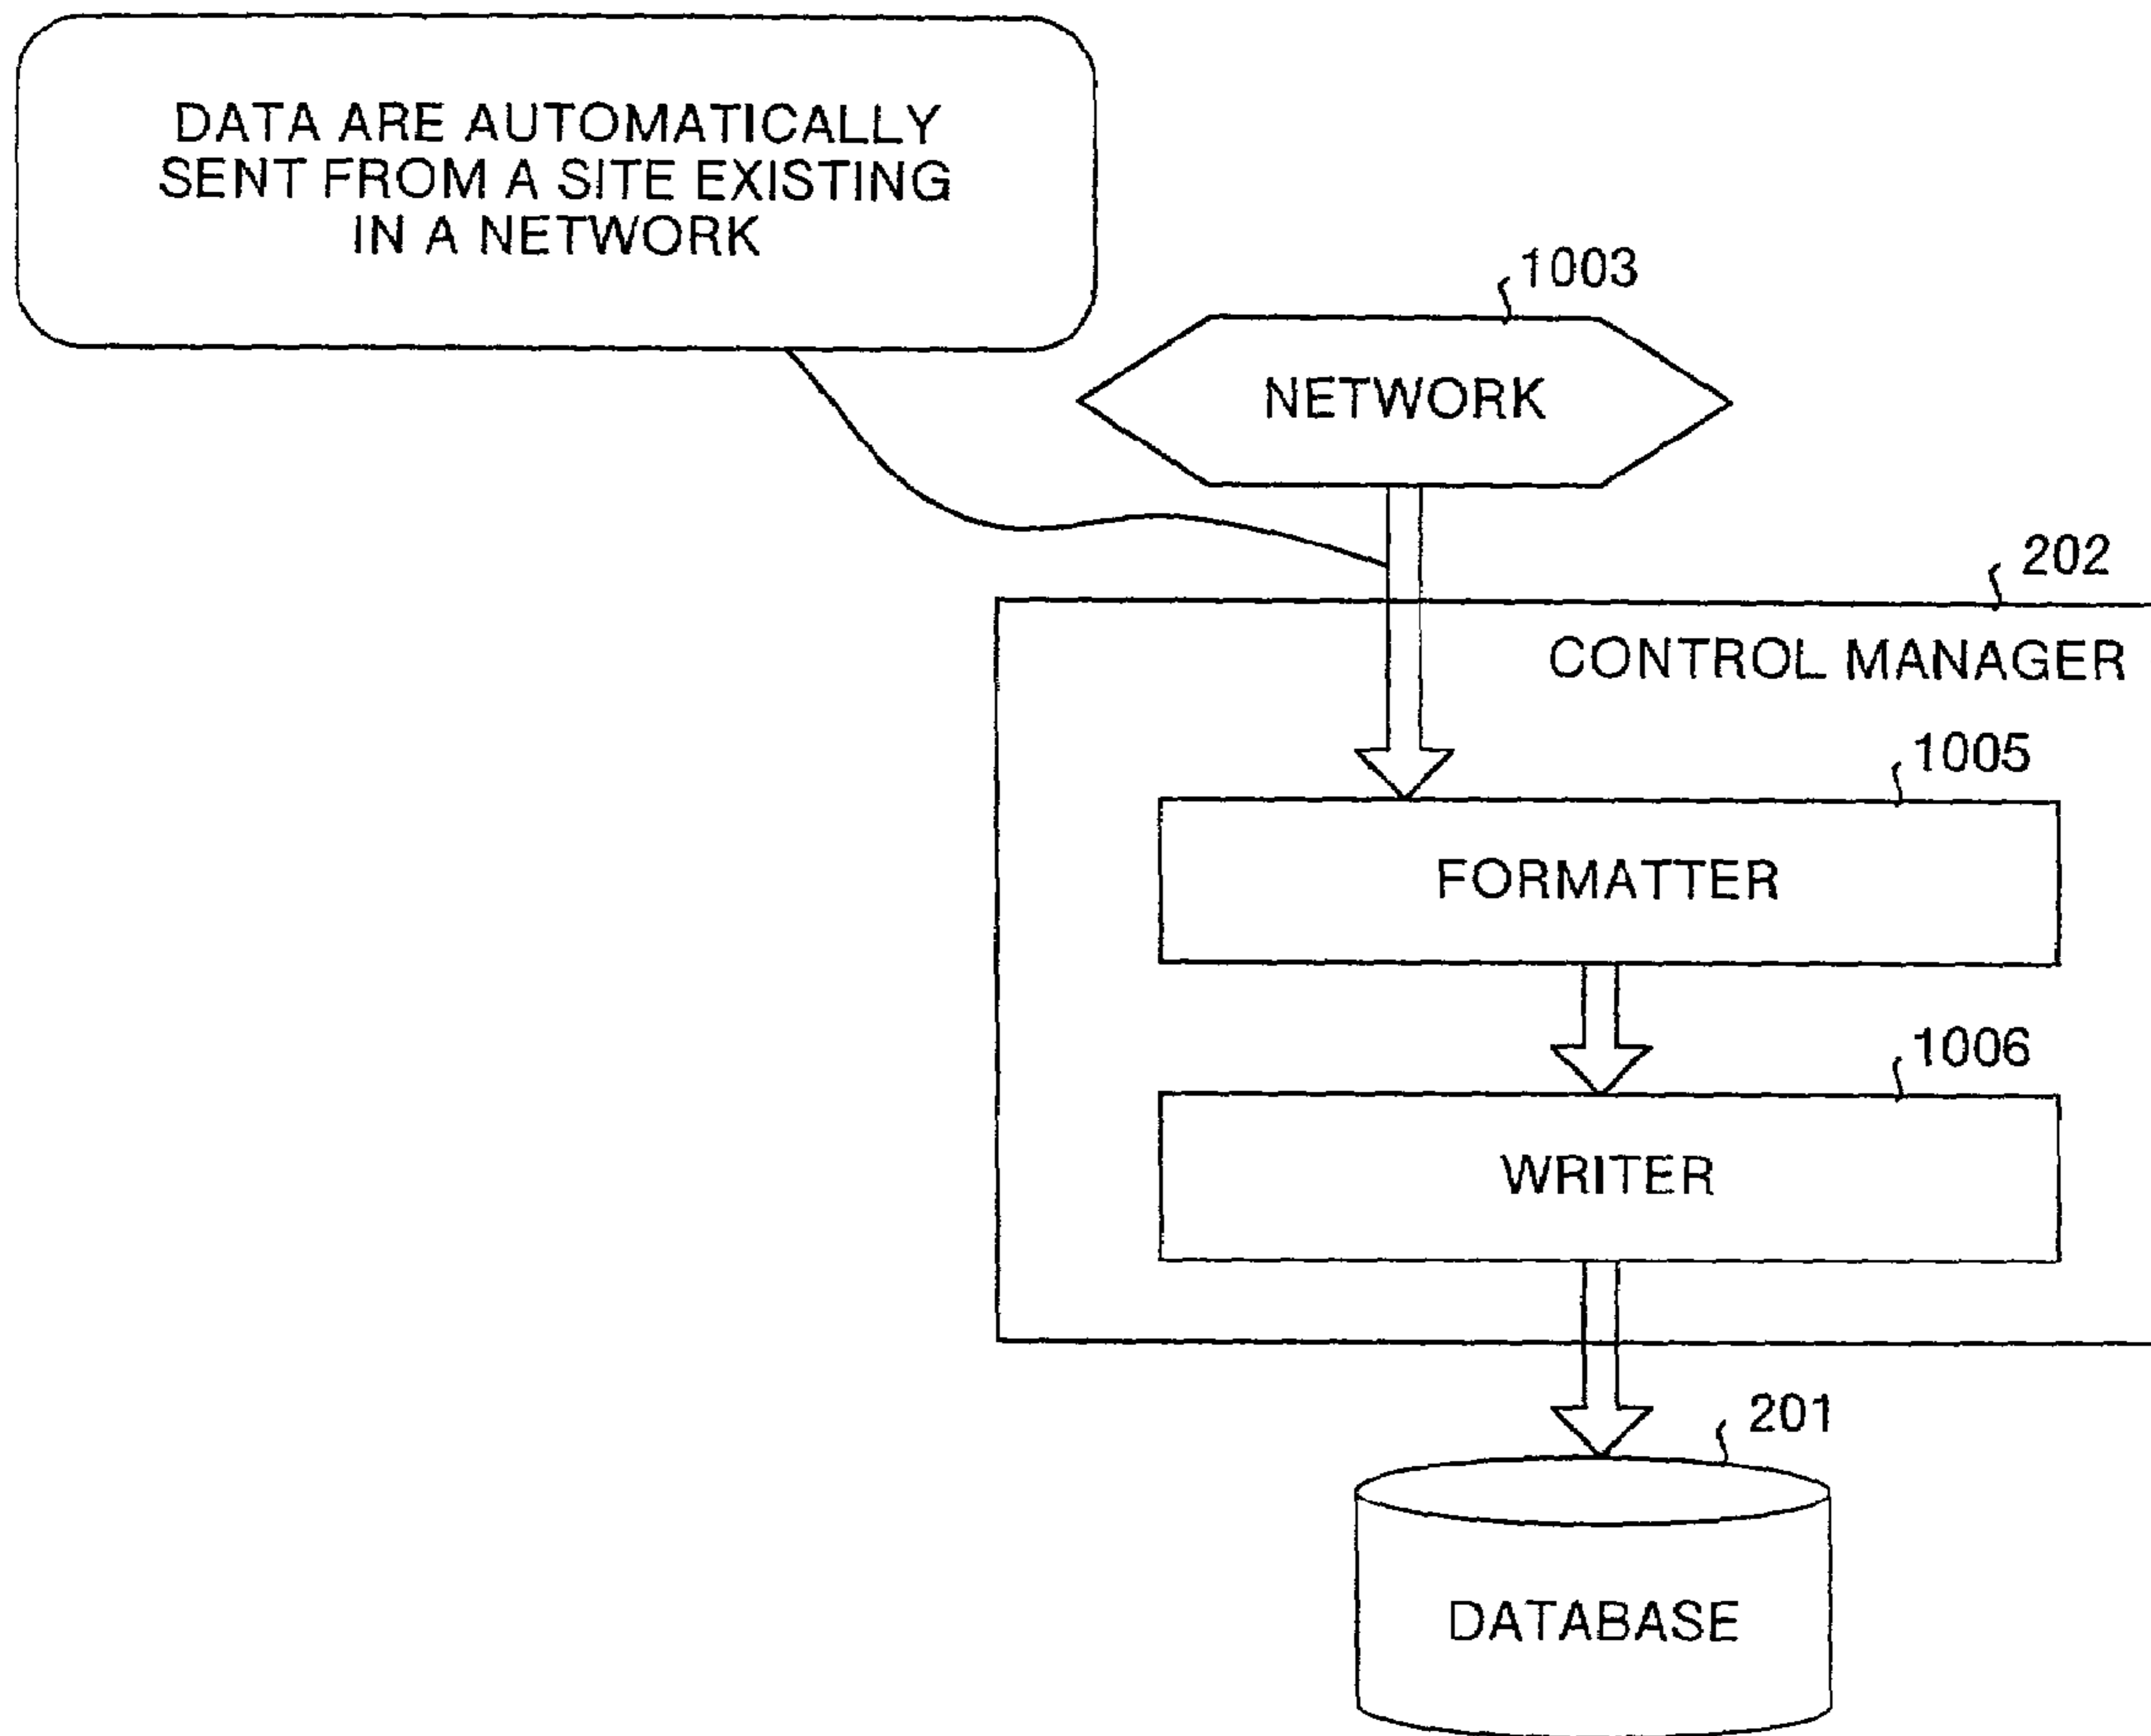 DATA ARE AUTOMATICALLY
SENT FROM A SITE EXISTING
IN A NETWORK
1003
NETWORK
202
CONTROL MANAGER
1005
FORMATTER
1006
WRITER
201
DATABASE